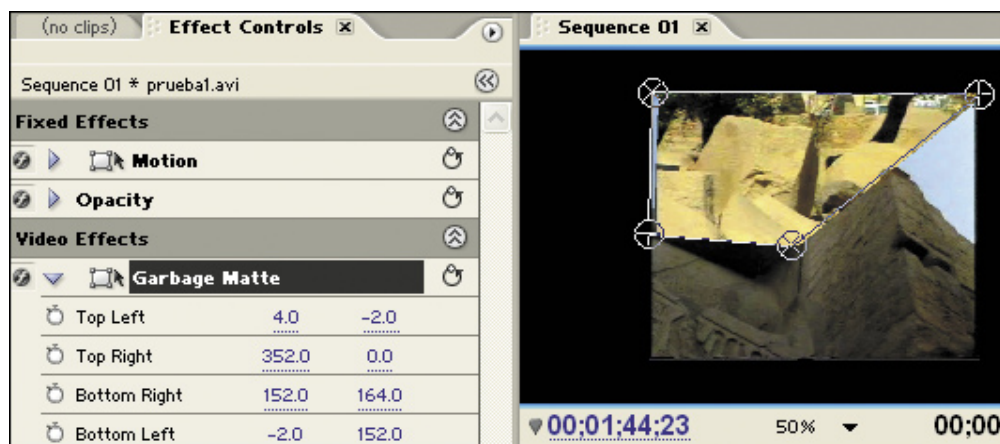 (no clips) Effect Controls
Sequence 01 * prueba1.avi
Fixed Effects
Motion
Opacity
Video Effects
Garbage Matte
Top Left 4.0 -2.0
Top Right 352.0 0.0
Bottom Right 152.0 164.0
Bottom Left -2.0 152.0
Sequence 01
00;01;44;23 50% 00;00